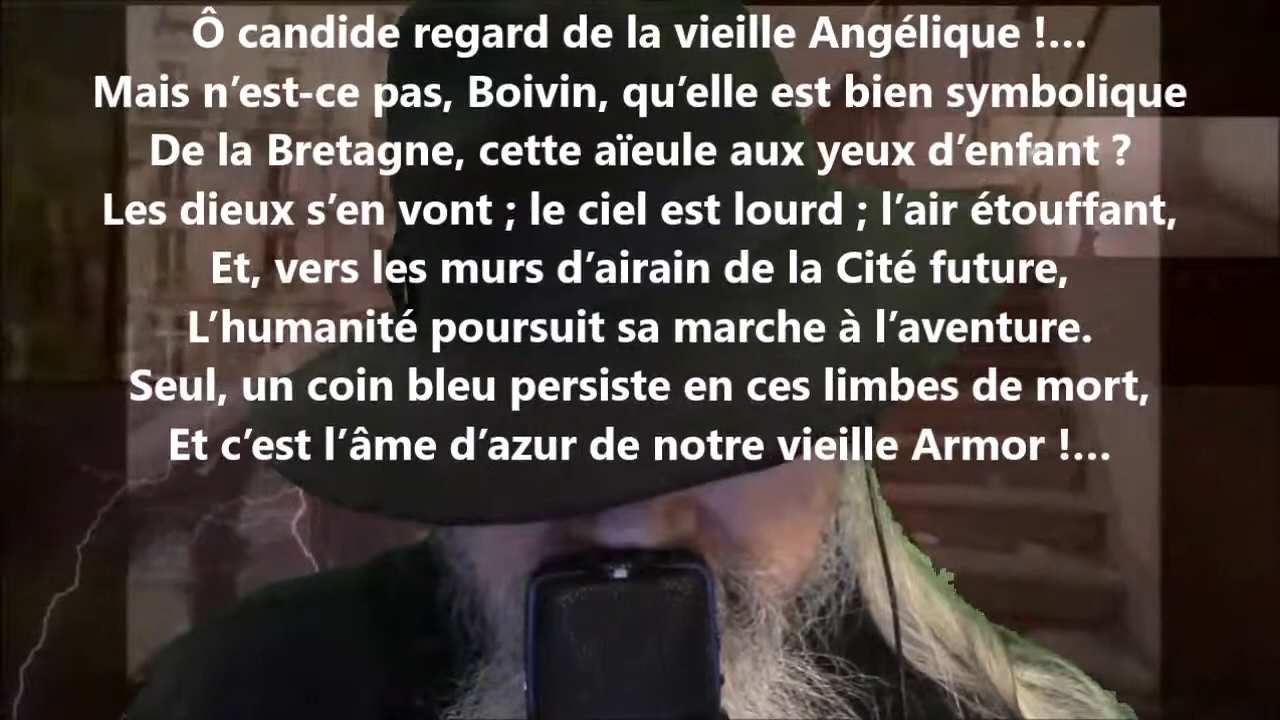 Ô candide regard de la vieille Angélique !...
Mais n’est-ce pas, Boivin, qu’elle est bien symbolique
De la Bretagne, cette aïeule aux yeux d’enfant ?
Les dieux s’en vont ; le ciel est lourd ; l’air étouffant,
Et, vers les murs d’airain de la Cité future,
L’humanité poursuit sa marche à l’aventure.
Seul, un coin bleu persiste en ces limbes de mort,
Et c’est l’âme d’azur de notre vieille Armor !...